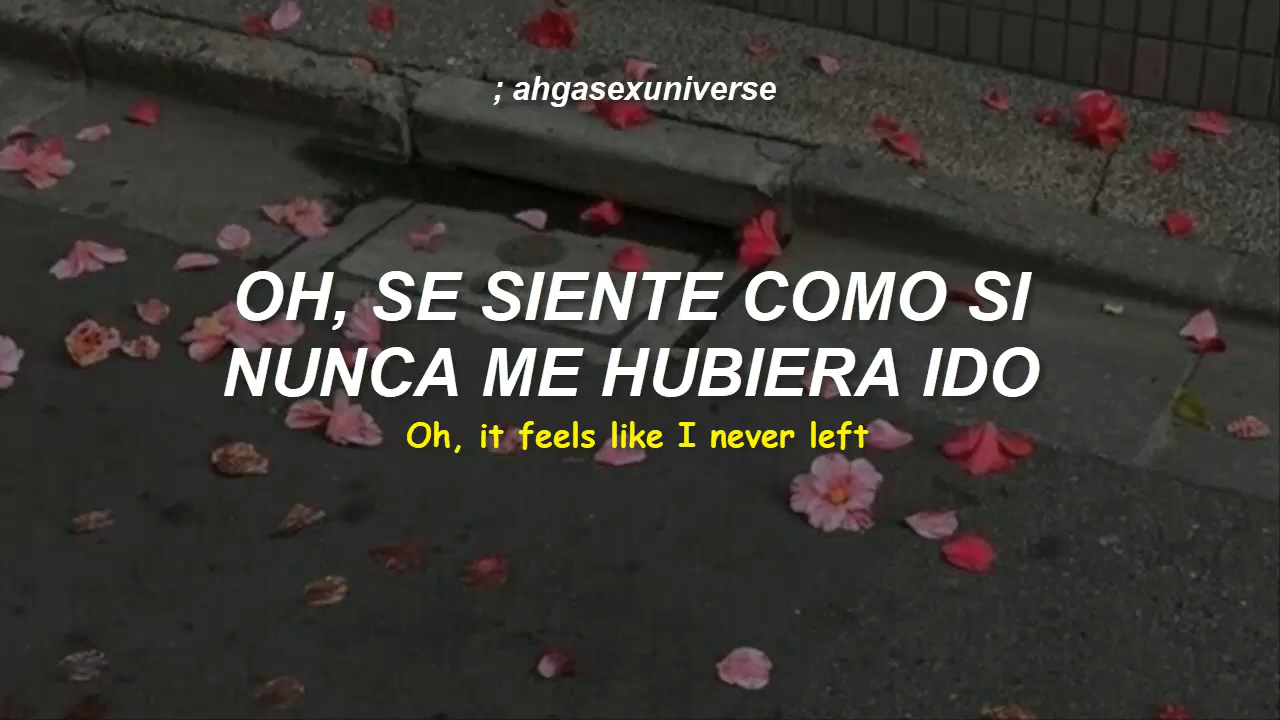 ; ahgasexuniverse
OH, SE SIENTE COMO SI
NUNCA ME HUBIERA IDO
Oh, it feels like I never left